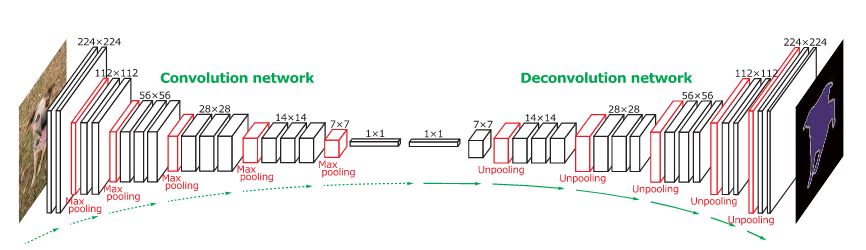 224×224
224×224
112×112
Convolution network
Deconvolution network
112×112
56×56
56×56
28×28
28×28
14×14
14×14
7×7
7×7
1×1
1×1
Max
pooling
Max
pooling
Max
pooling
Max
pooling
Max
pooling
Unpooling
Unpooling
Unpooling
Unpooling
Unpooling